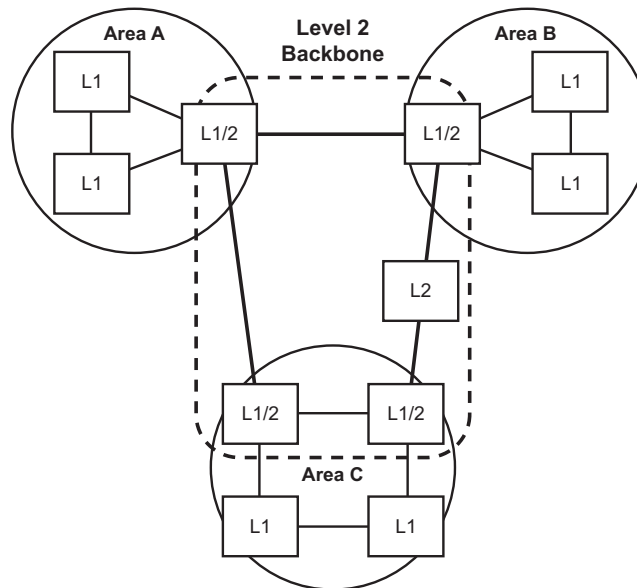 Area A
Level 2
Backbone
Area B
L1
L1
L1/2
L1/2
L1
L1
L2
L1/2
L1/2
Area C
L1
L1